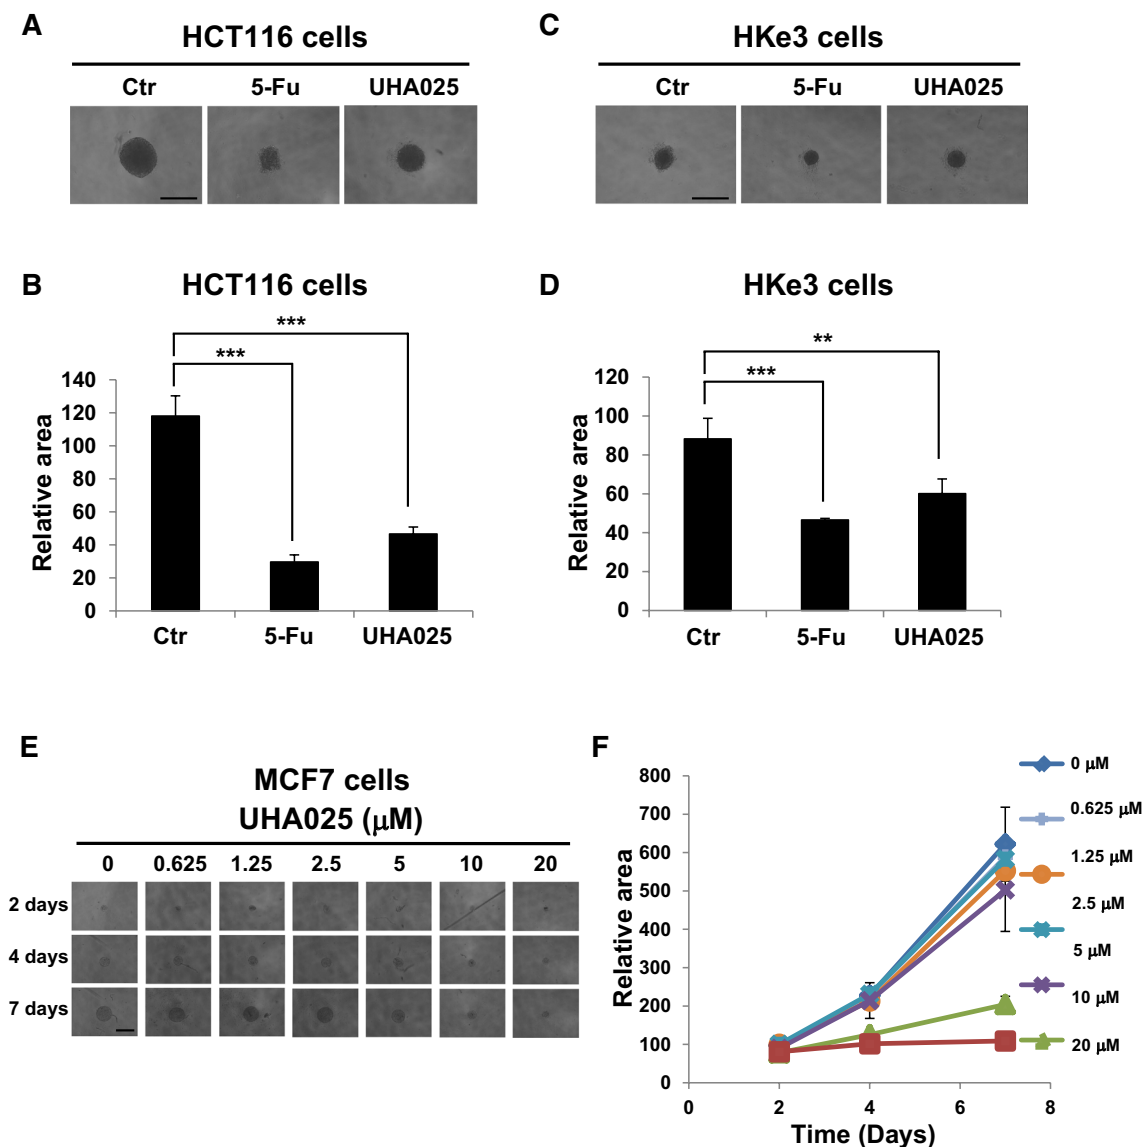 A
HCT116 cells
Ctr 5-Fu UHA025
C
HKe3 cells
Ctr 5-Fu UHA025
B
HCT116 cells
***
***
Relative area
140
120
100
80
60
40
20
0
Ctr 5-Fu UHA025
D
HKe3 cells
**
***
Relative area
120
100
80
60
40
20
0
Ctr 5-Fu UHA025
E
MCF7 cells
UHA025 (μM)
0 0.625 1.25 2.5 5 10 20
2 days
4 days
7 days
F
Relative area
800
700
600
500
400
300
200
100
0
0 2 4 6 8
Time (Days)
0 μM
0.625 μM
1.25 μM
2.5 μM
5 μM
10 μM
20 μM